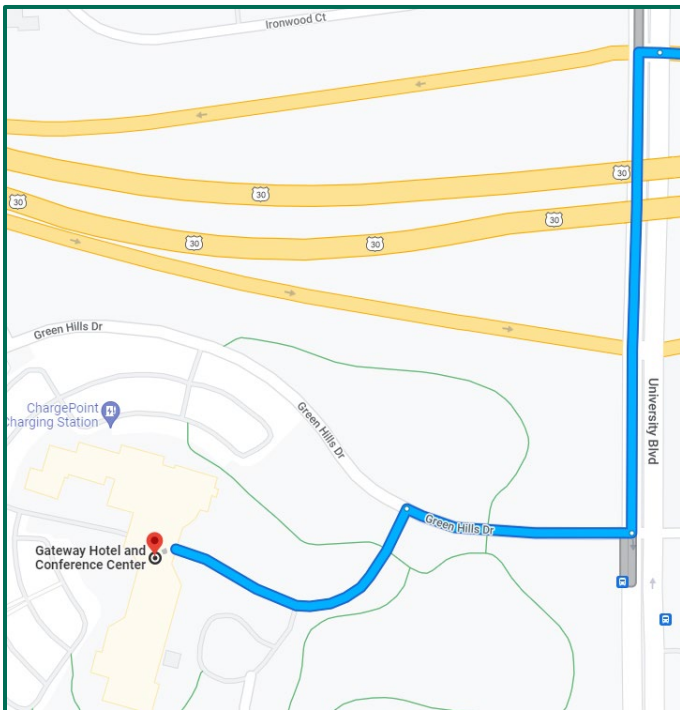 Ironwood Ct
30
30
30
30
30
30
Green Hills Dr
ChargePoint
Charging Station
Green Hills Dr
University Blvd
Green Hills Dr
Gateway Hotel and
Conference Center